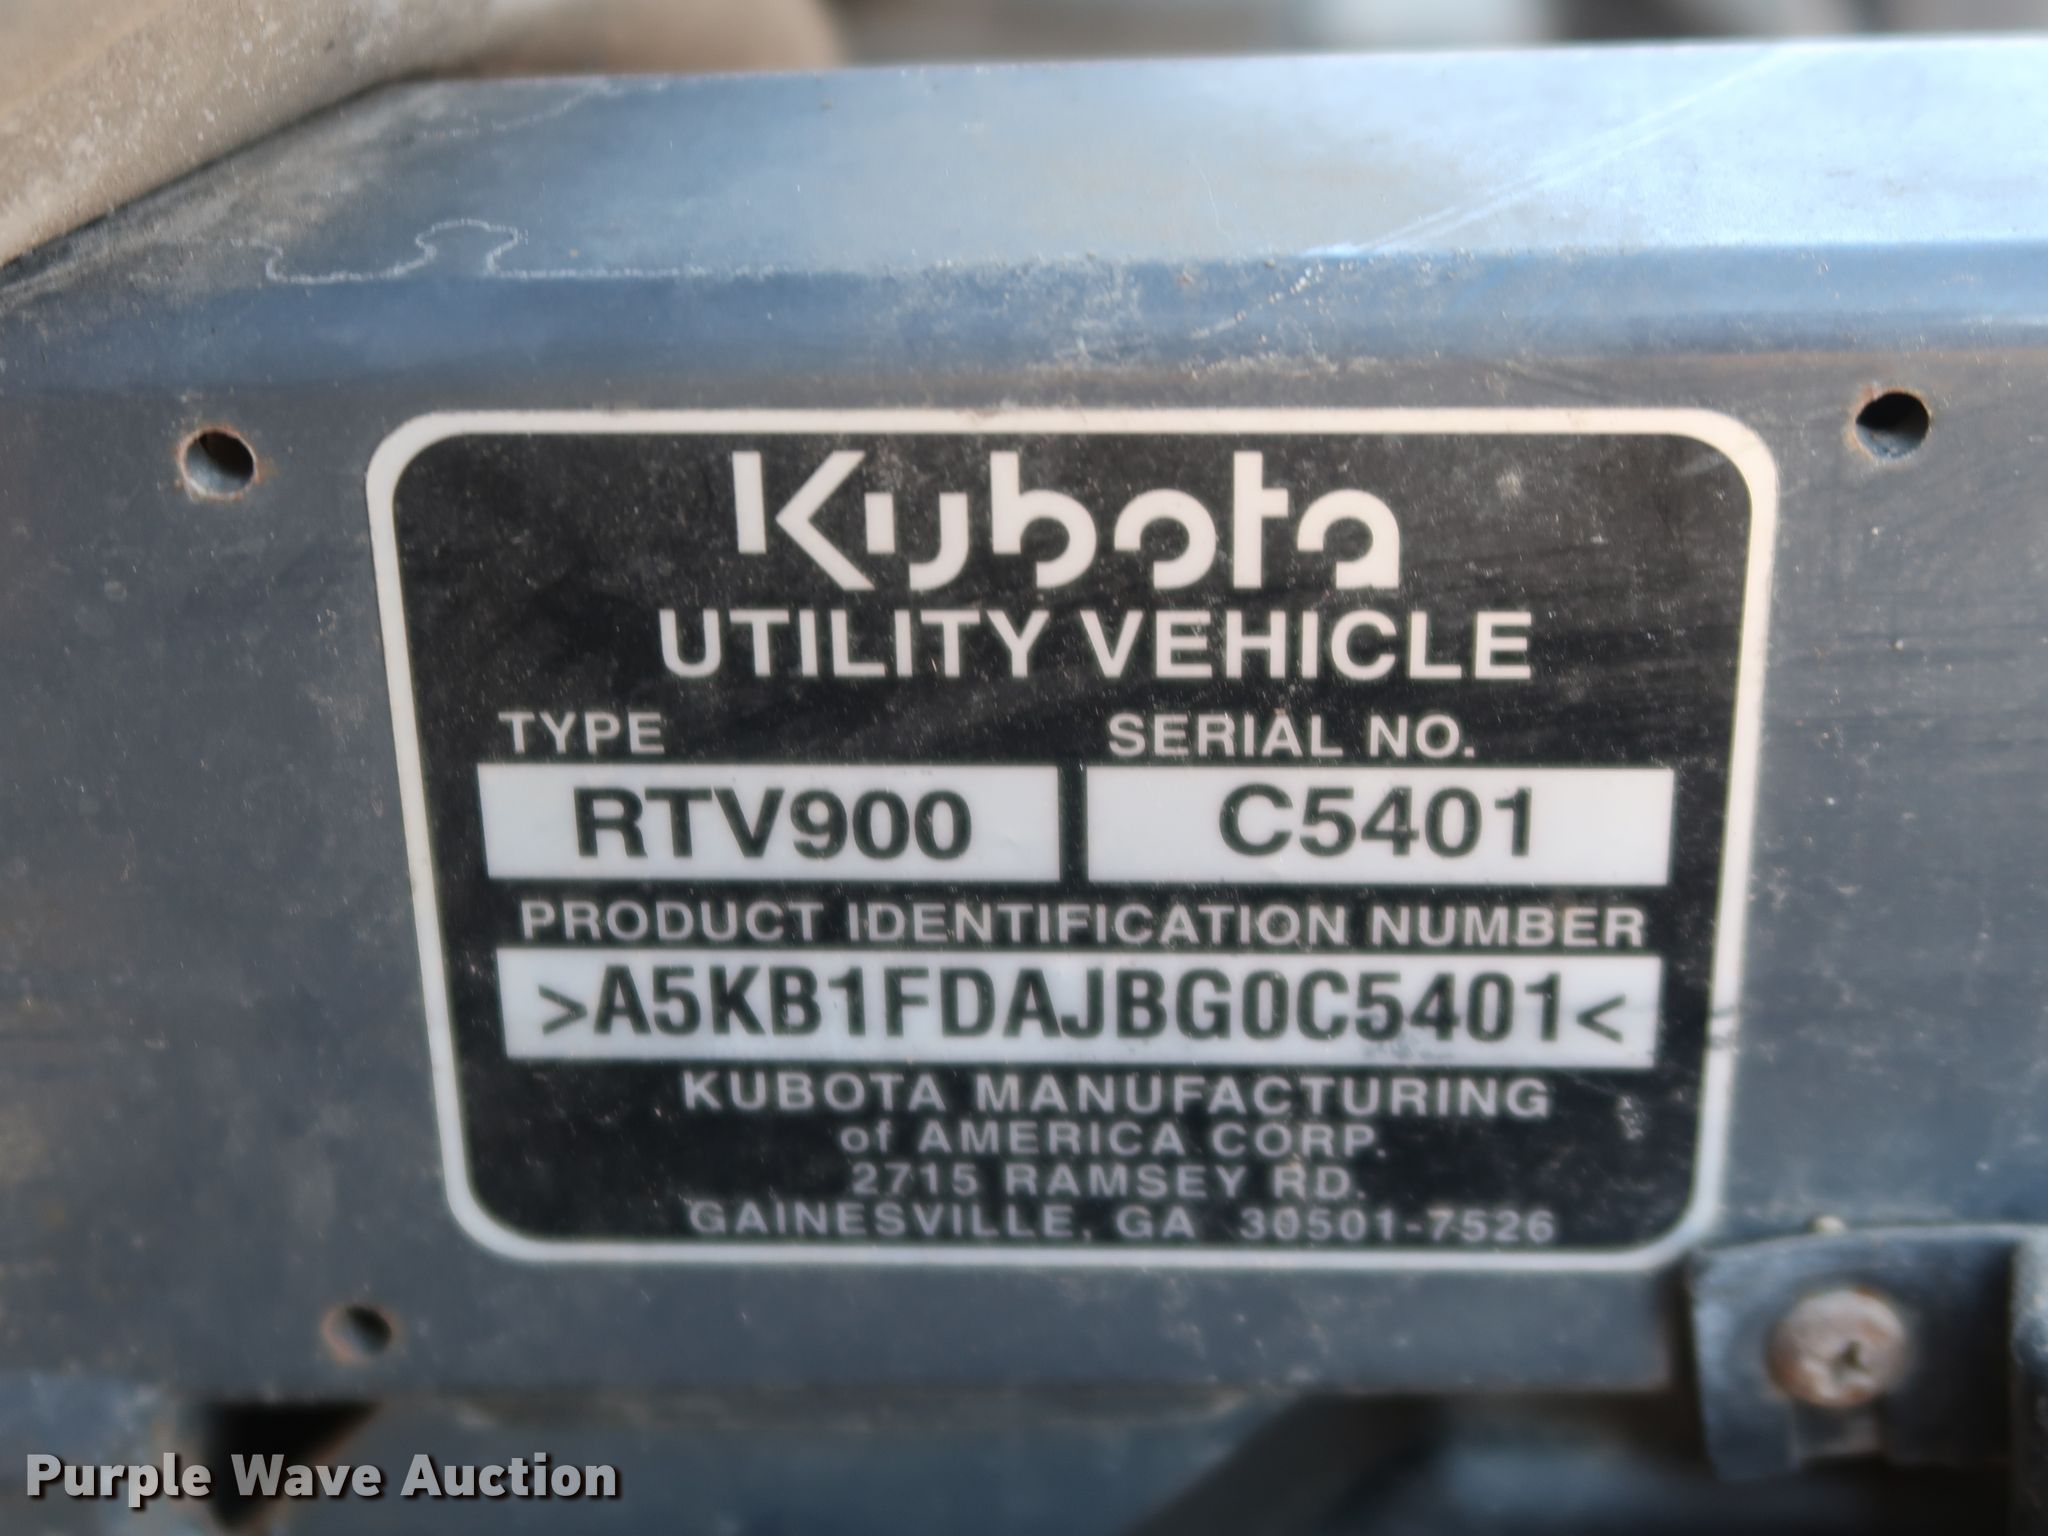 Kubota
UTILITY VEHICLE
TYPE SERIAL NO.
RTV900 C5401
PRODUCT IDENTIFICATION NUMBER
>A5KB1FDAJBG0C5401<
KUBOTA MANUFACTURING
of AMERICA CORP.
2715 RAMSEY RD.
GAINESVILLE, GA 30501-7526
Purple Wave Auction